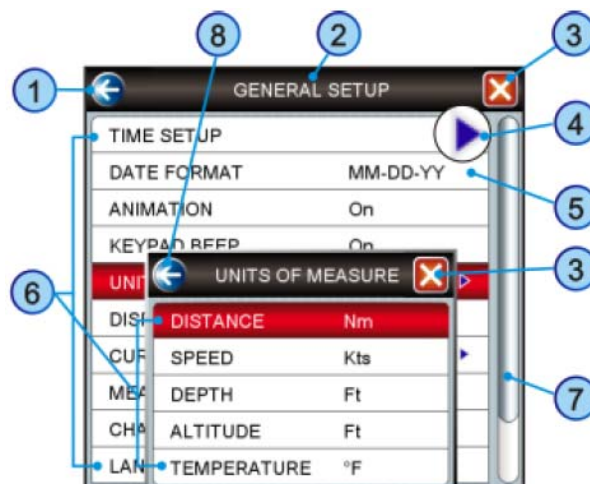 8
2
3
1
GENERAL SETUP
TIME SETUP
4
DATE FORMAT MM-DD-YY
5
ANIMATION On
KEYPAD BEEP On
UNIT
UNITS OF MEASURE
3
6
DISTANCE Nm
SPEED Kts
7
DEPTH Ft
ALTITUDE Ft
TEMPERATURE °F